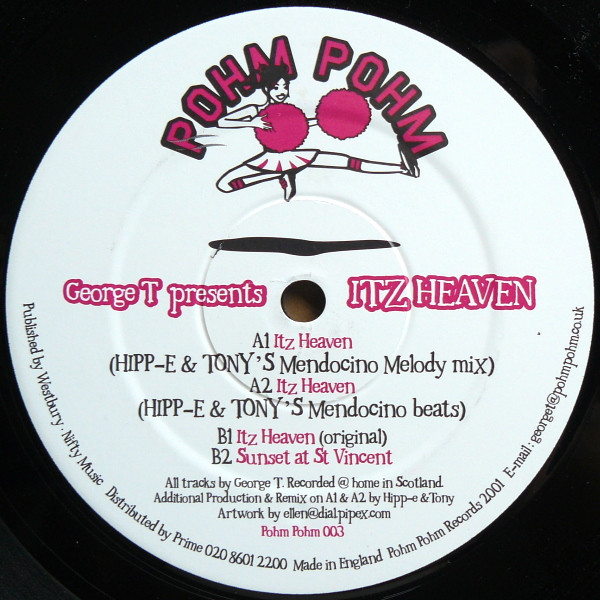 POHM POHM
George T presents ITZ HEAVEN
A1 Itz Heaven
(HIPP-E & TONY'S Mendocino Melody mix)
A2 Itz Heaven
(HIPP-E & TONY'S Mendocino beats)
B1 Itz Heaven (original)
B2 Sunset at St Vincent
All tracks by George T. Recorded @ home in Scotland.
Additional Production & Remix on A1 & A2 by Hipp-e & Tony
Artwork by ellen@dial.pipex.com
Pohm Pohm 003
Published by Westbury . Nifty Music Distributed by Prime 020 8601 2200 Made in England Pohm Pohm Records 2001 E-mail : georget@pohmpohm.co.uk